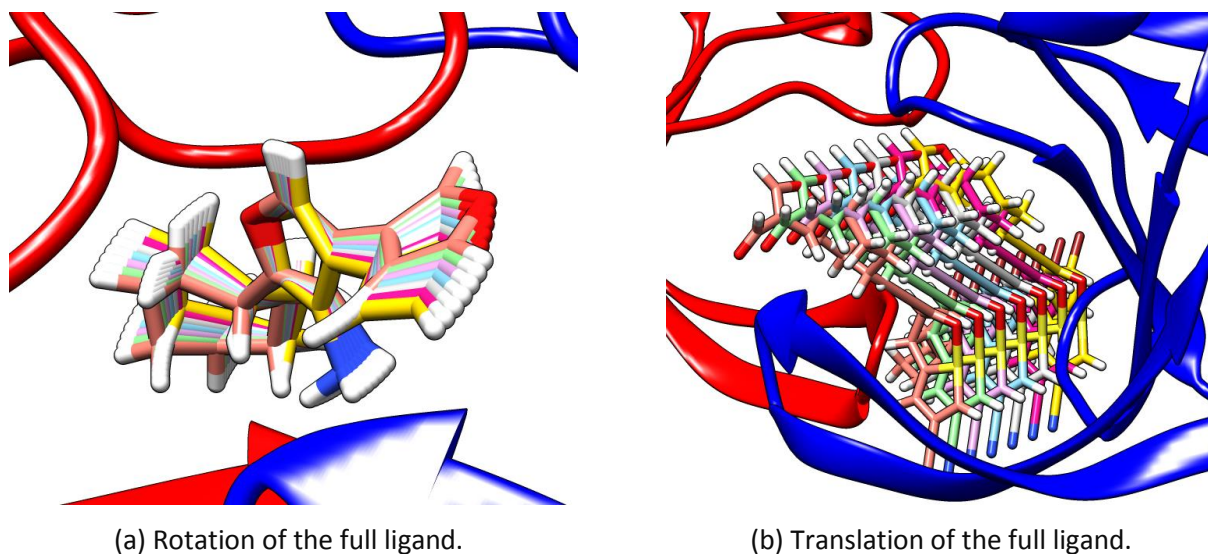 (a) Rotation of the full ligand.
(b) Translation of the full ligand.